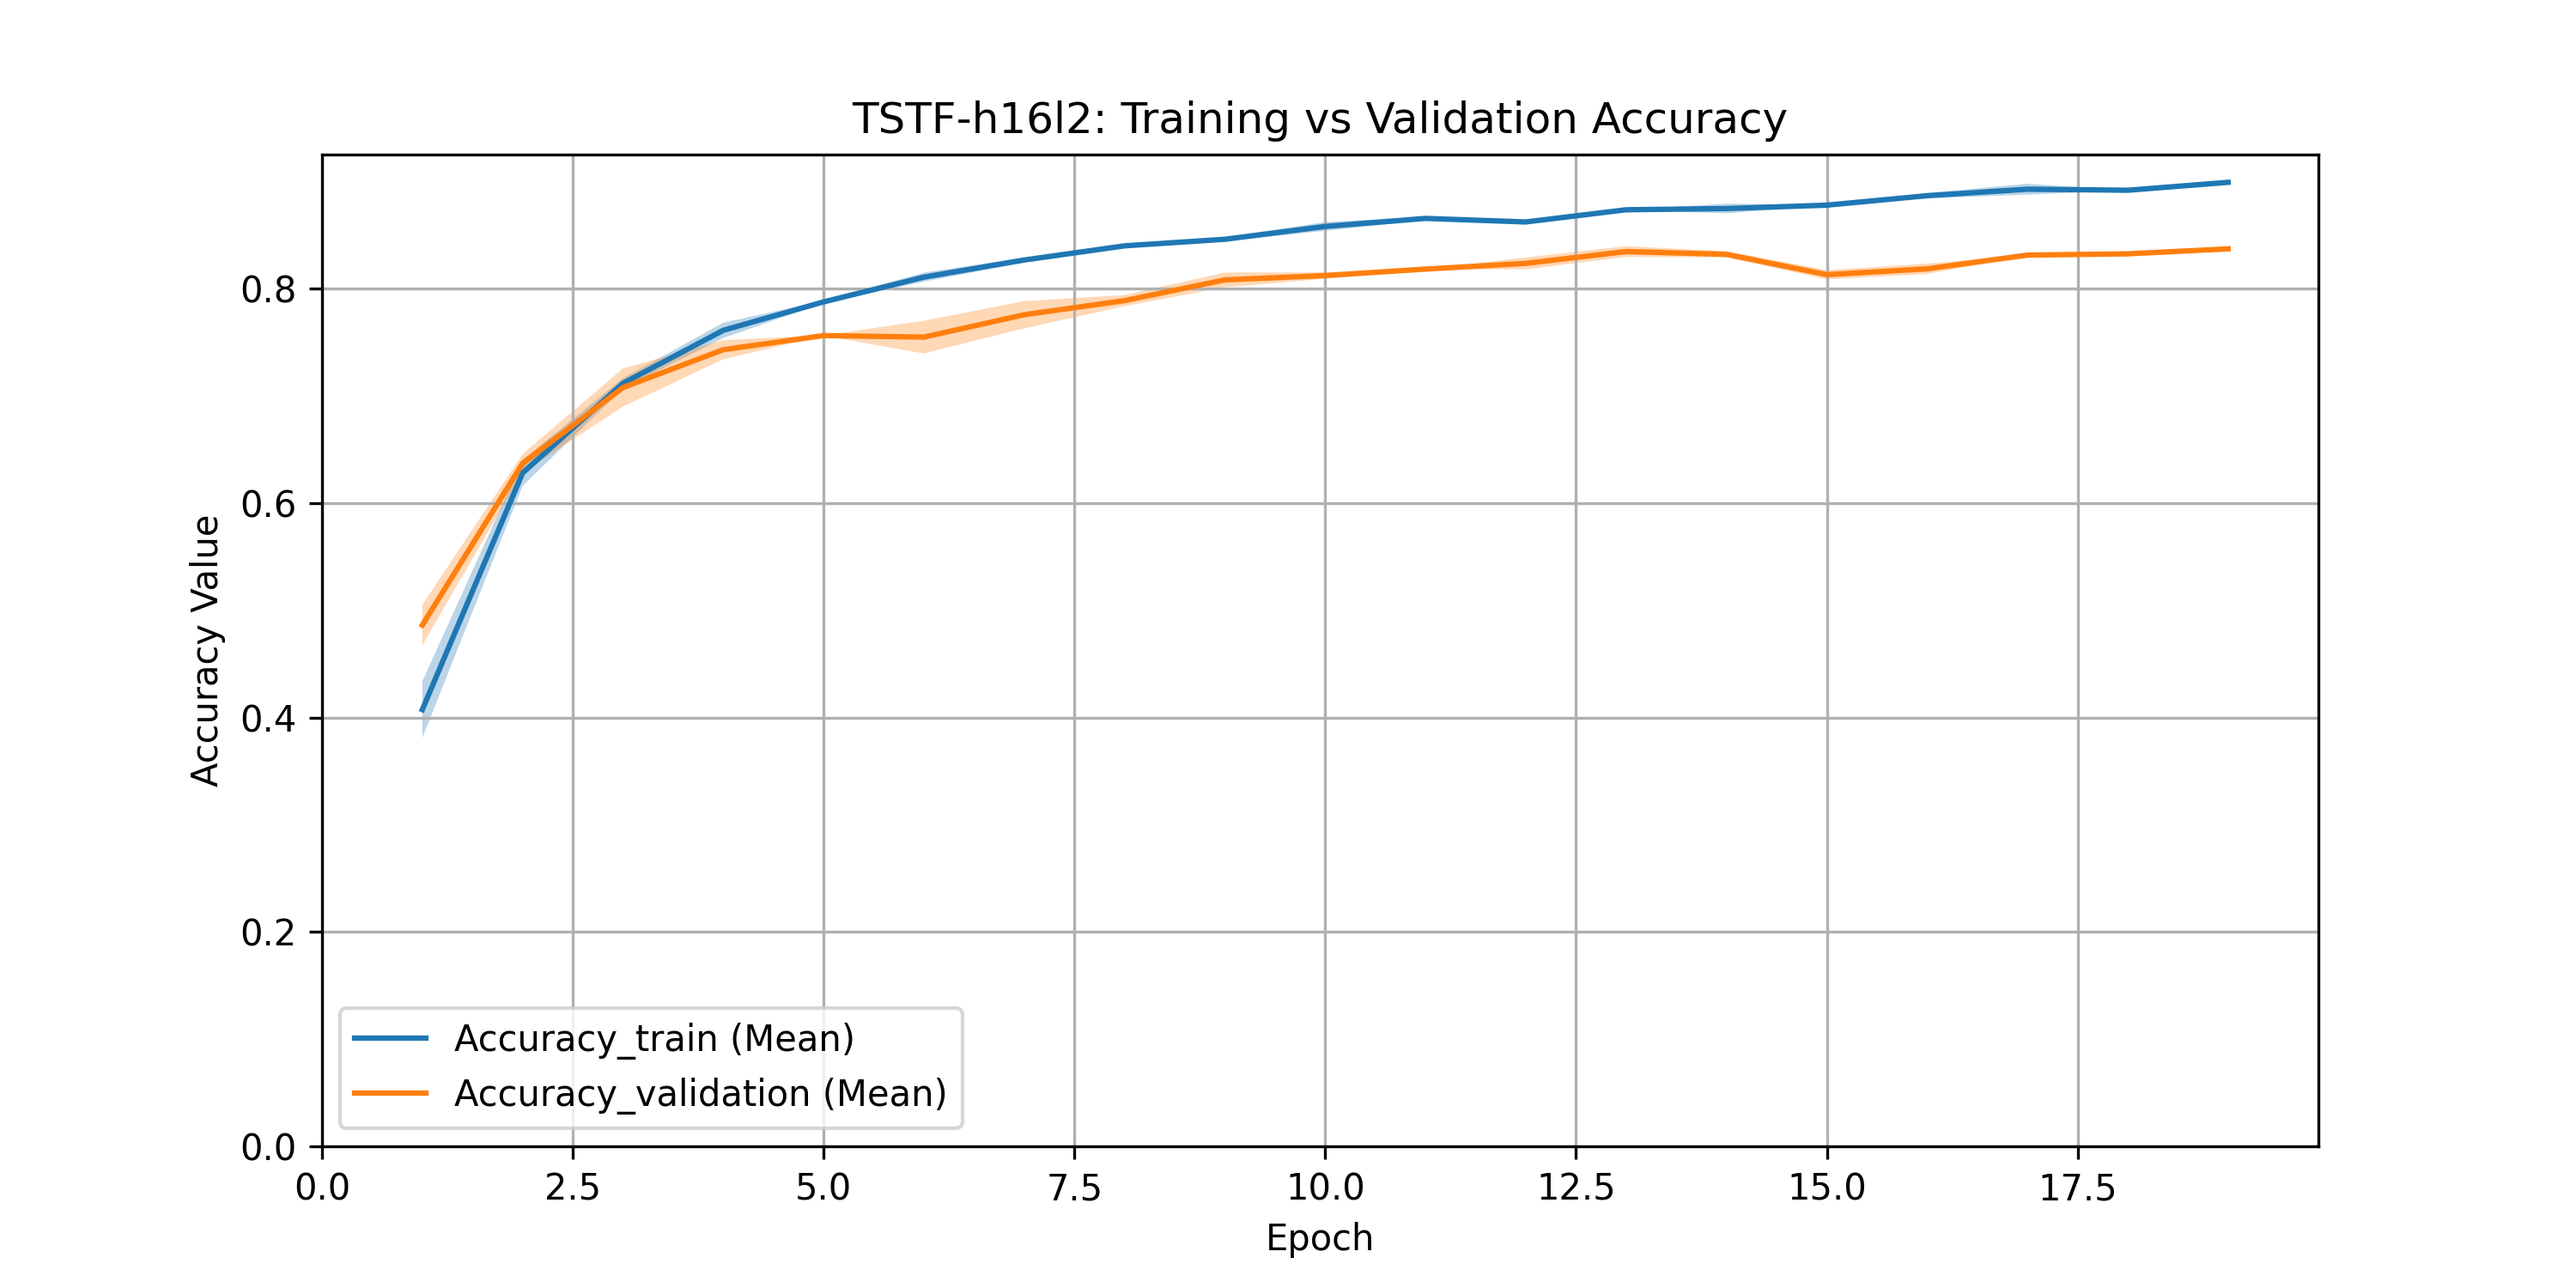 TSTF-h16l2: Training vs Validation Accuracy
Accuracy Value
0.8
0.6
0.4
0.2
0.0
Accuracy_train (Mean)
Accuracy_validation (Mean)
0.0 2.5 5.0 7.5 10.0 12.5 15.0 17.5
Epoch